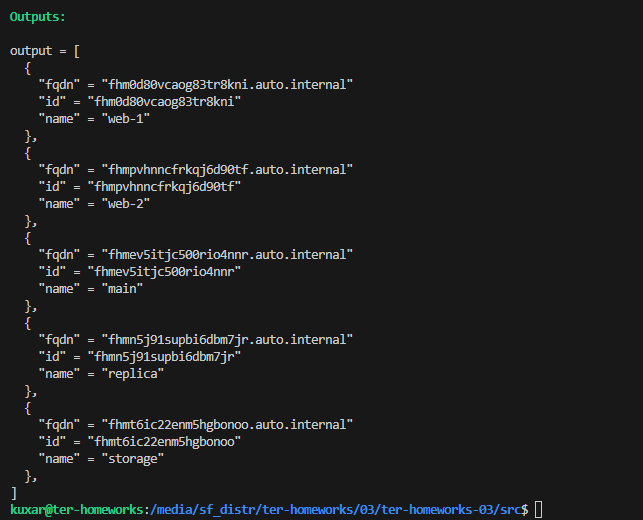 Outputs:
output = [
  {
    "fqdn" = "fhm0d80vcaog83tr8kni.auto.internal"
    "id" = "fhm0d80vcaog83tr8kni"
    "name" = "web-1"
  },
  {
    "fqdn" = "fhmpvhnncfrkqj6d90tf.auto.internal"
    "id" = "fhmpvhnncfrkqj6d90tf"
    "name" = "web-2"
  },
  {
    "fqdn" = "fhmev5itjc500rio4nnr.auto.internal"
    "id" = "fhmev5itjc500rio4nnr"
    "name" = "main"
  },
  {
    "fqdn" = "fhmn5j91supbi6dbm7jr.auto.internal"
    "id" = "fhmn5j91supbi6dbm7jr"
    "name" = "replica"
  },
  {
    "fqdn" = "fhmt6ic22enm5hgbonoo.auto.internal"
    "id" = "fhmt6ic22enm5hgbonoo"
    "name" = "storage"
  },
]
kuxar@ter-homeworks:/media/sf_distr/ter-homeworks/03/ter-homeworks-03/src$